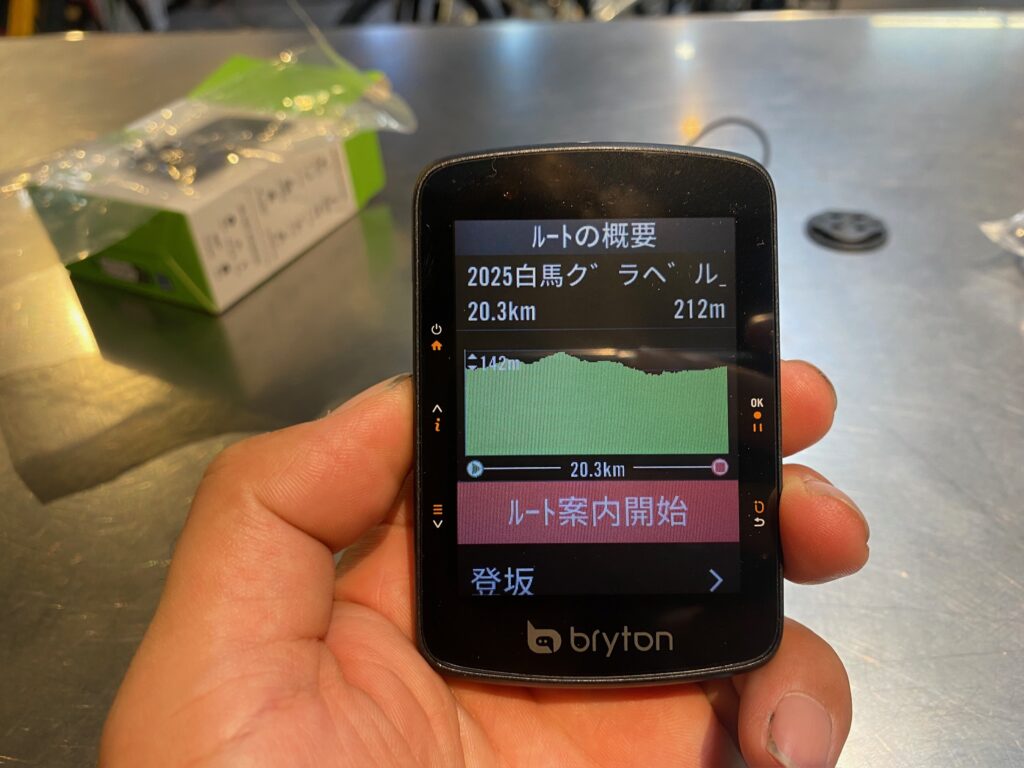 ルートの概要
2025白馬グラベル_
20.3km 212m
142m
20.3km
ルート案内開始
登坂
OK
i
bryton